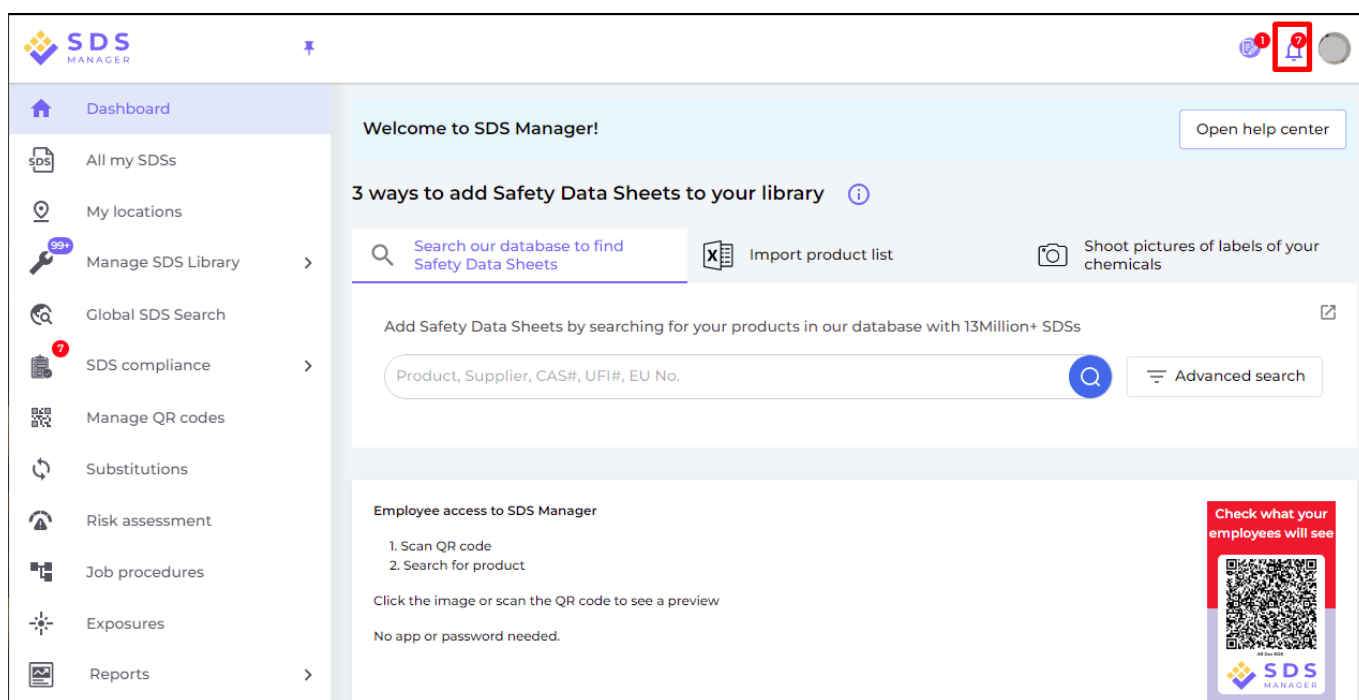 SDS
MANAGER
1
7
Dashboard
All my SDSs
My locations
99+
Manage SDS Library
Global SDS Search
7
SDS compliance
Manage QR codes
Substitutions
Risk assessment
Job procedures
Exposures
Reports
Welcome to SDS Manager!
Open help center
3 ways to add Safety Data Sheets to your library
Search our database to find
Safety Data Sheets
Import product list
Shoot pictures of labels of your
chemicals
Add Safety Data Sheets by searching for your products in our database with 13Million+ SDSs
Product, Supplier, CAS#, UFI#, EU No.
Advanced search
Employee access to SDS Manager
1. Scan QR code
2. Search for product
Click the image or scan the QR code to see a preview
No app or password needed.
Check what your
employees will see
All Our SDS
SDS
MANAGER